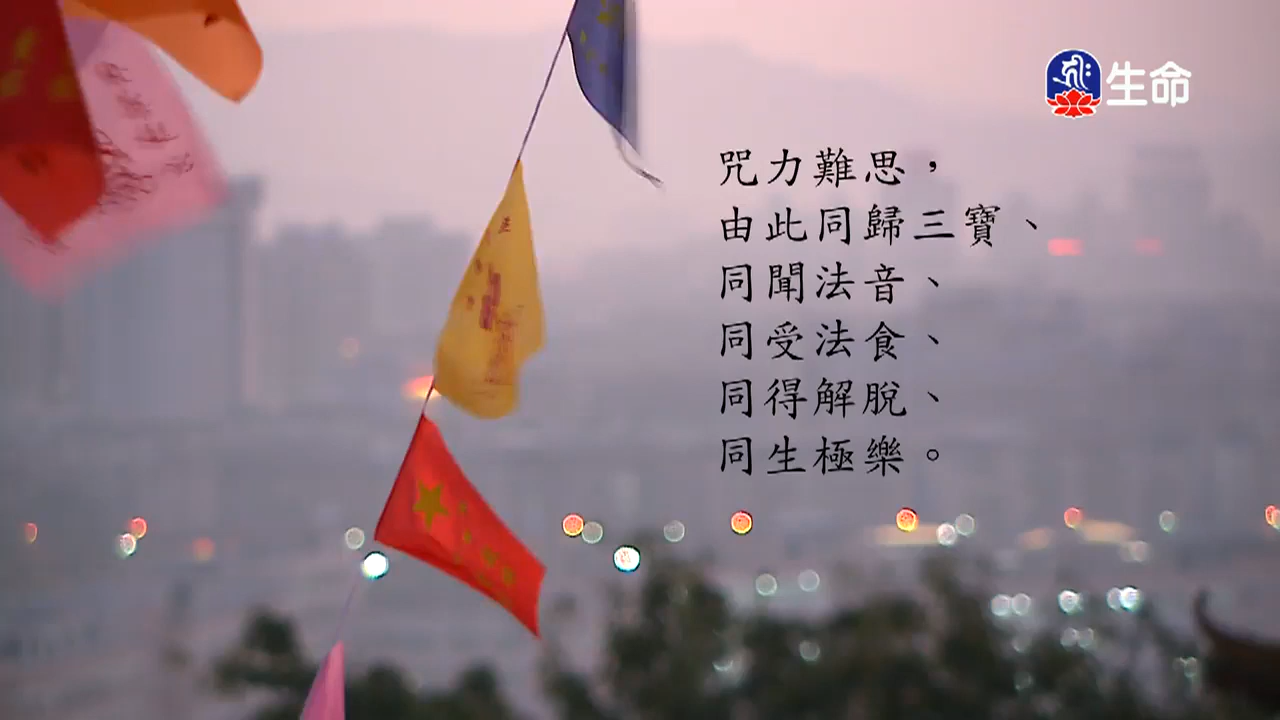 生命
咒力難思，
由此同歸三寶、
同聞法音、
同受法食、
同得解脫、
同生極樂。